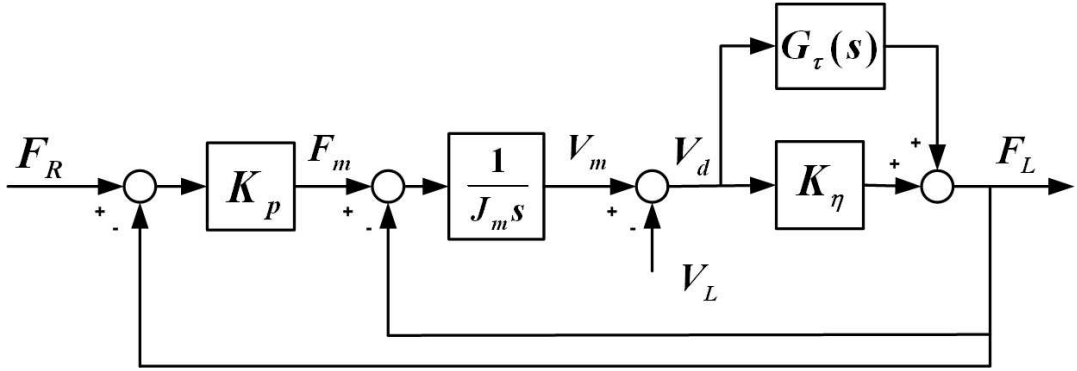 G_τ(s)
+
F_R
+
-
K_p
F_m
+
-
1
J_m s
V_m
+
-
V_L
V_d
K_η
+
+
F_L